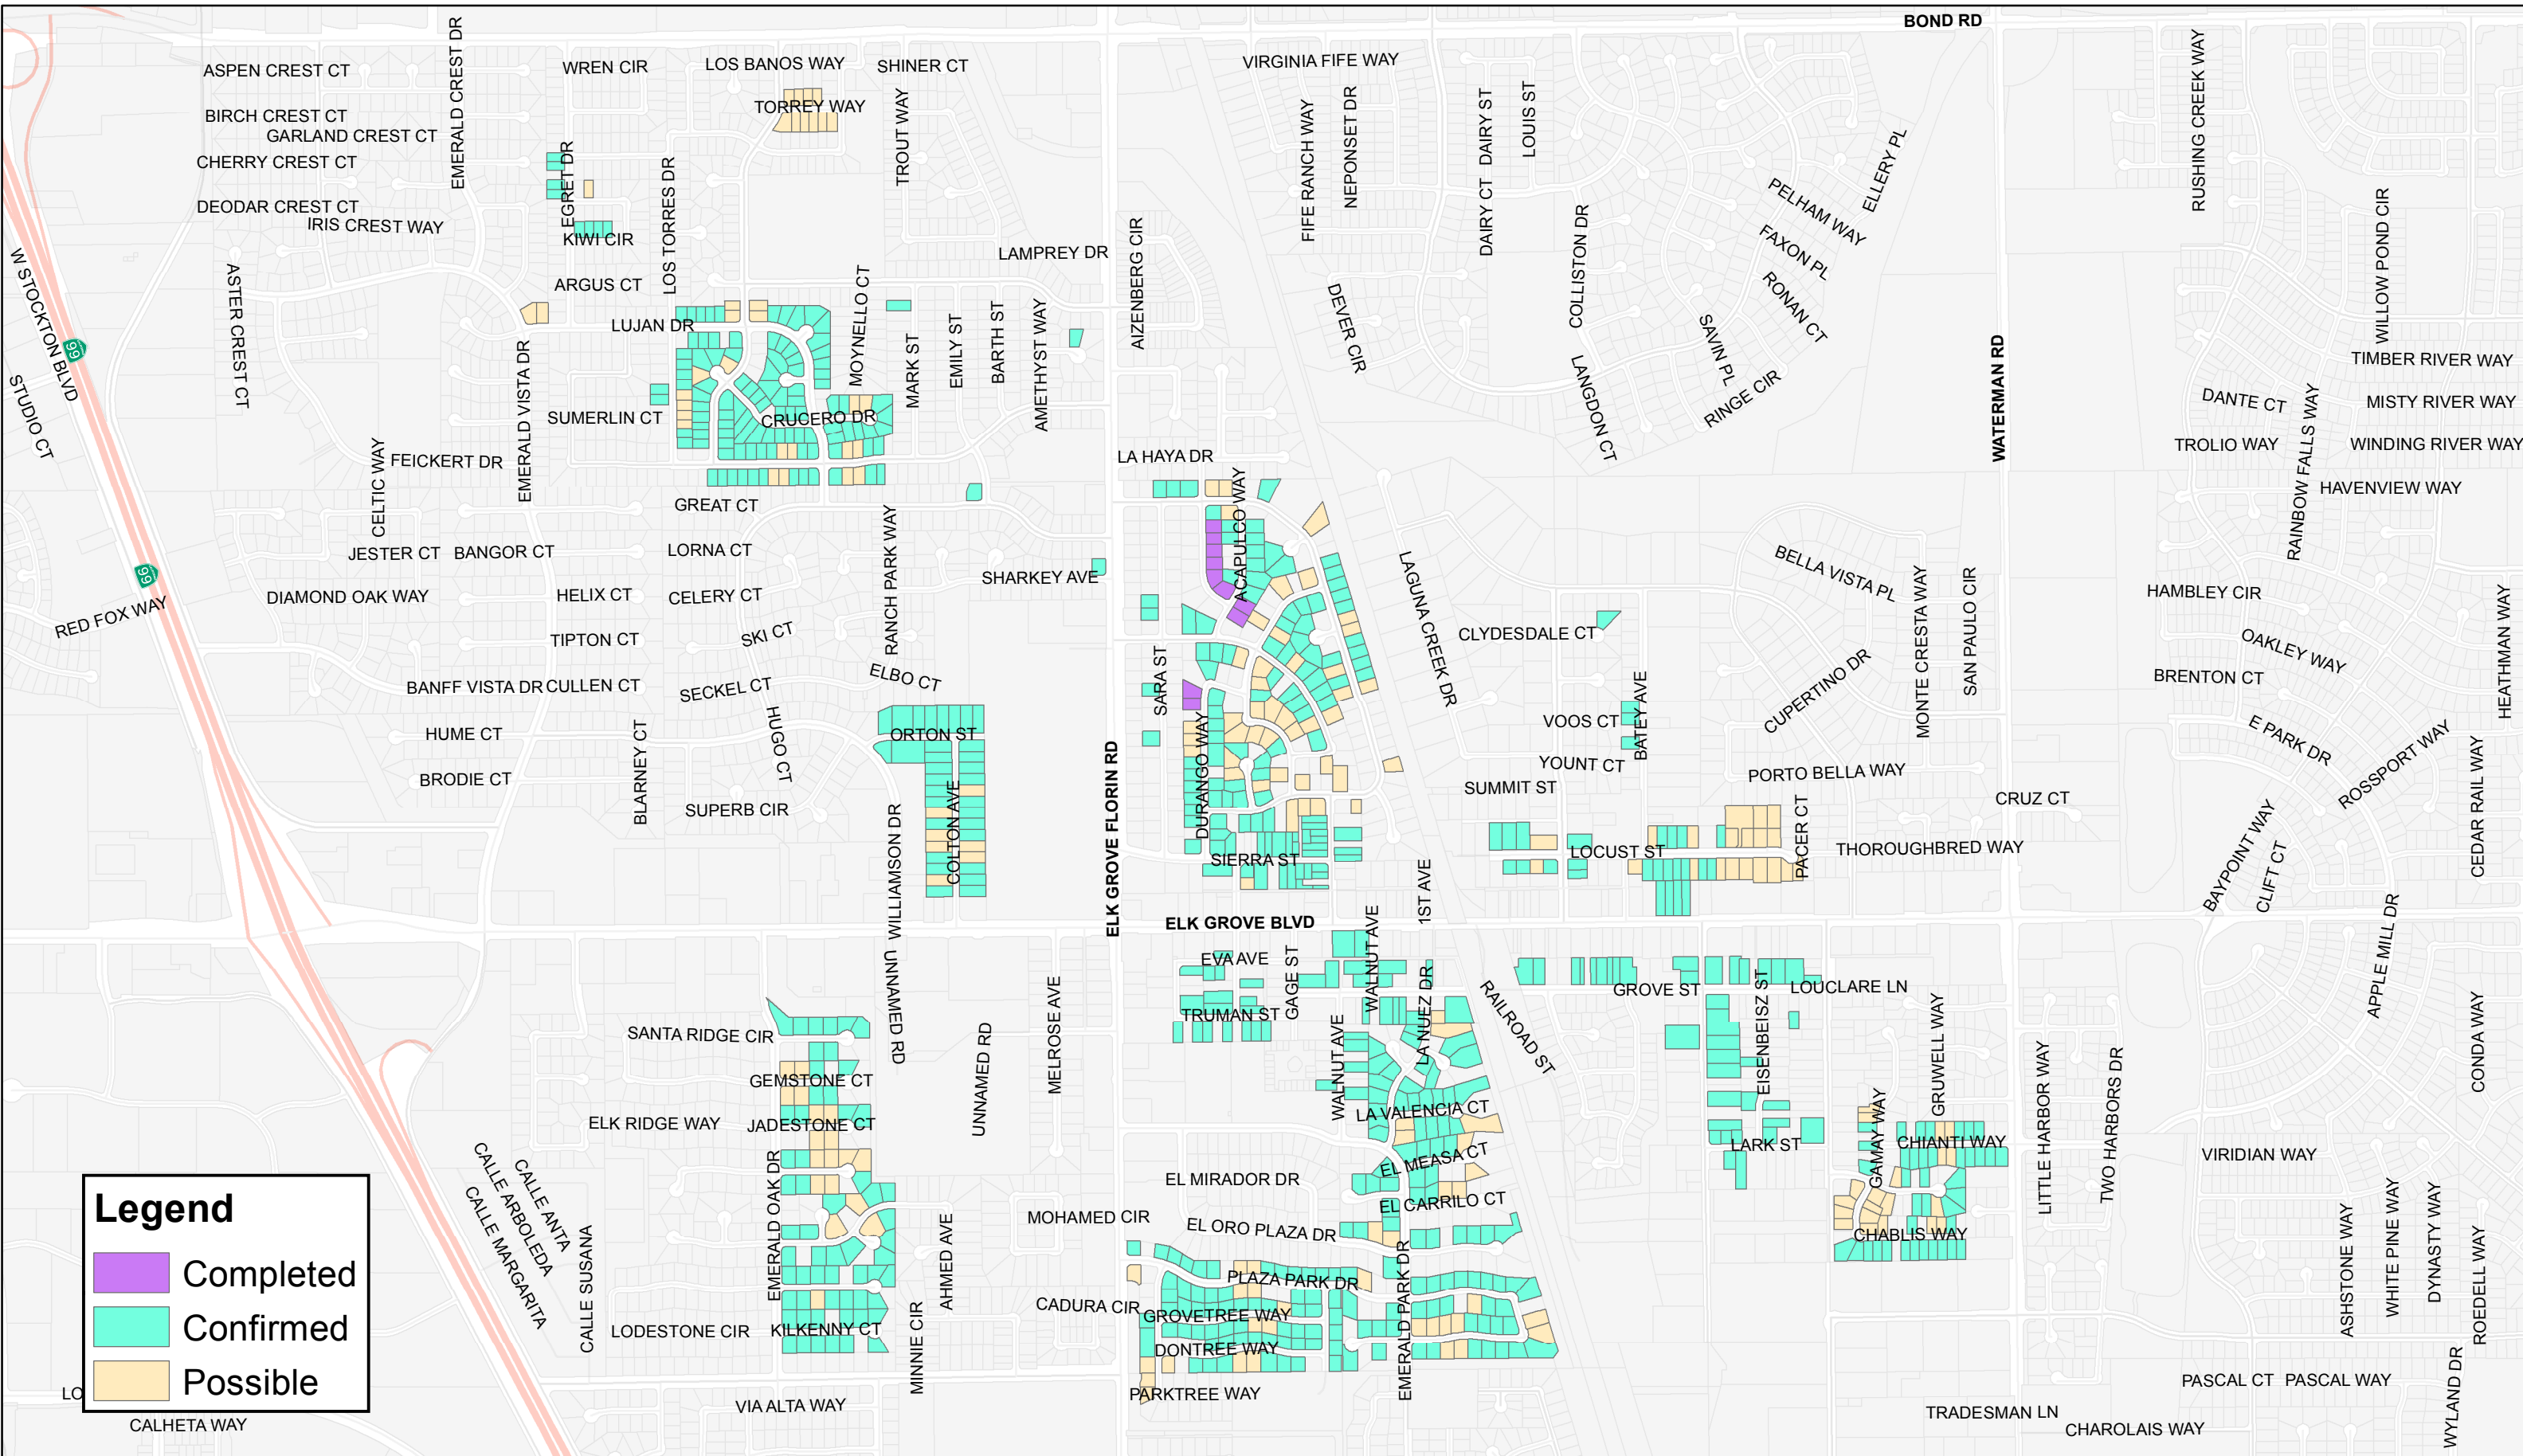 BOND RD
ASPEN CREST CT
EMERALD CREST DR
WREN CIR
LOS BANOS WAY
SHINER CT
VIRGINIA FIFE WAY
RUSHING CREEK WAY
BIRCH CREST CT
TORREY WAY
TROUT WAY
FIFE RANCH WAY
NEPONSET DR
DAIRY ST
LOUIS ST
GARLAND CREST CT
CHERRY CREST CT
EGRET DR
LOS TORRES DR
ELLERY PL
PELHAM WAY
DEODAR CREST CT
IRIS CREST WAY
KIWI CIR
LAMPREY DR
AIZENBERG CIR
DAIRY CT
COLLISTON DR
FAXON PL
WILLOW POND CIR
W STOCKTON BLVD
ASTER CREST CT
ARGUS CT
MOYNELLO CT
RONAN CT
LUJAN DR
MARK ST
EMILY ST
BARTH ST
AMETHYST WAY
DEVER CIR
SAVIN PL
WATERMAN RD
TIMBER RIVER WAY
99
STUDIO CT
EMERALD VISTA DR
LANGDON CT
RINGE CIR
DANTE CT
MISTY RIVER WAY
SUMERLIN CT
CRUCERO DR
TROLIO WAY
RAINBOW FALLS WAY
WINDING RIVER WAY
CELTIC WAY
FEICKERT DR
LA HAYA DR
HAVENVIEW WAY
GREAT CT
ACAPULCO WAY
JESTER CT
BANGOR CT
LORNA CT
RANCH PARK WAY
SHARKEY AVE
LAGUNA CREEK DR
BELLA VISTA PL
MONTE CRESTA WAY
SAN PAULO CIR
99
RED FOX WAY
DIAMOND OAK WAY
HELIX CT
CELERY CT
HAMBLEY CIR
HEATHMAN WAY
TIPTON CT
SKI CT
CLYDESDALE CT
OAKLEY WAY
BANFF VISTA DR
CULLEN CT
SECKEL CT
ELBO CT
SARA ST
CUPERTINO DR
BRENTON CT
HUME CT
BLARNEY CT
HUGO CT
ORTON ST
DURANGO WAY
VOOS CT
BATEY AVE
E PARK DR
ROSSPORT WAY
BRODIE CT
YOUNT CT
PORTO BELLA WAY
SUMMIT ST
CRUZ CT
CEDAR RAIL WAY
SUPERB CIR
WILLIAMSON DR
COLTON AVE
ELK GROVE FLORIN RD
SIERRA ST
1ST AVE
LOCUST ST
PACER CT
THOROUGHBRED WAY
BAYPOINT WAY
CLIFT CT
ELK GROVE BLVD
APPLE MILL DR
UNNAMED RD
EVA AVE
GAGE ST
WALNUT AVE
LA NUEZ DR
RAILROAD ST
GROVE ST
EISENBEISZ ST
LOUCLARE LN
SANTA RIDGE CIR
UNNAMED RD
MELROSE AVE
TRUMAN ST
WALNUT AVE
GRUWELL WAY
LITTLE HARBOR WAY
TWO HARBORS DR
CONDA WAY
GEMSTONE CT
ELK RIDGE WAY
JADESTONE CT
LA VALENCIA CT
GAMAY WAY
CHIANTI WAY
LARK ST
CALLE ANTA
CALLE ARBOLEDA
CALLE MARGARITA
EL MEASA CT
VIRIDIAN WAY
EL MIRADOR DR
EL CARRILO CT
EMERALD OAK DR
MOHAMED CIR
EL ORO PLAZA DR
CHABLIS WAY
ASHSTONE WAY
WHITE PINE WAY
DYNASTY WAY
ROEDELL WAY
CALLE SUSANA
AHMED AVE
PLAZA PARK DR
EMERALD PARK DR
CADURA CIR
GROVETREE WAY
LODESTONE CIR
KILKENNY CT
MINNIE CIR
DONTREE WAY
PARKTREE WAY
VIA ALTA WAY
PASCAL CT
PASCAL WAY
WYLAND DR
TRADESMAN LN
CHAROLAIS WAY
Legend
Completed
Confirmed
Possible
LO
CALHETA WAY